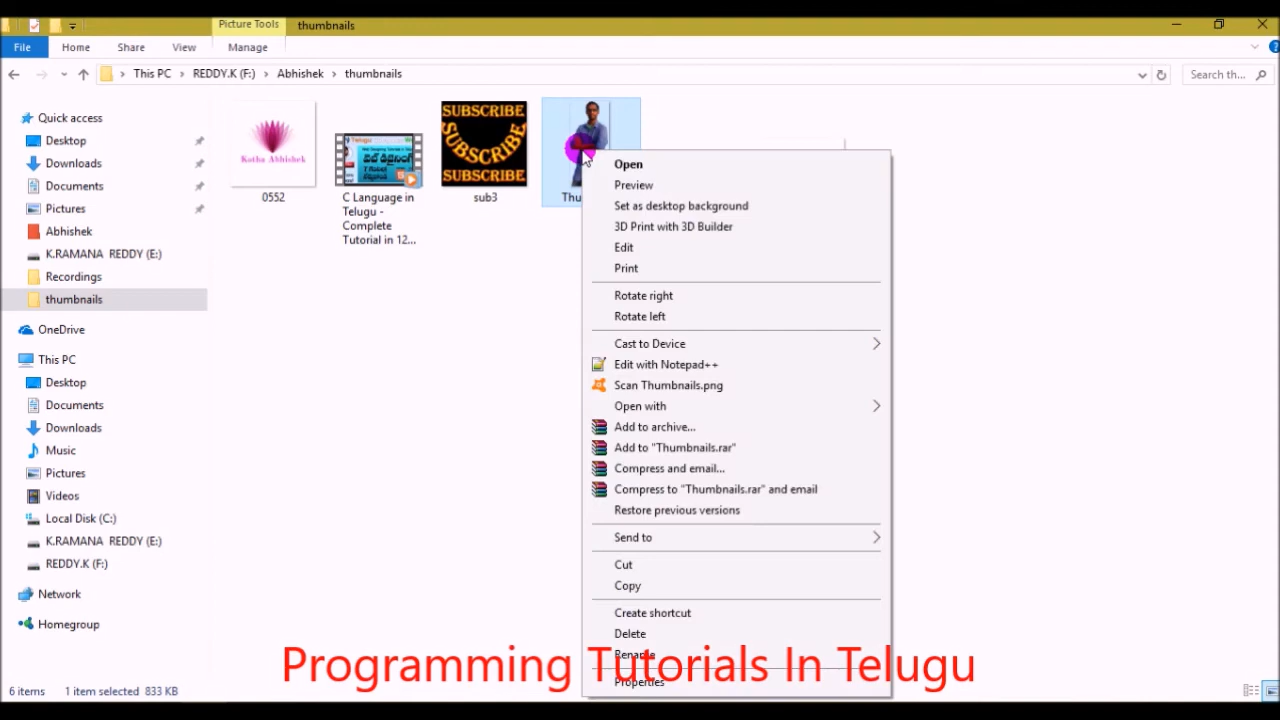 Picture Tools
thumbnails
File
Home
Share
View
Manage
This PC
REDDY.K (F:)
Abhishek
thumbnails
Search th...
Quick access
Desktop
Downloads
Documents
Pictures
Abhishek
K.RAMANA REDDY (E:)
Recordings
thumbnails
OneDrive
This PC
Desktop
Documents
Downloads
Music
Pictures
Videos
Local Disk (C:)
K.RAMANA REDDY (E:)
REDDY.K (F:)
Network
Homegroup
Kotha Abhishek
0552
Telugu
C Language in
Telugu -
Complete
Tutorial in 12...
SUBSCRIBE
SUBSCRIBE
SUBSCRIBE
sub3
Thu
Open
Preview
Set as desktop background
3D Print with 3D Builder
Edit
Print
Rotate right
Rotate left
Cast to Device
Edit with Notepad++
Scan Thumbnails.png
Open with
Add to archive...
Add to "Thumbnails.rar"
Compress and email...
Compress to "Thumbnails.rar" and email
Restore previous versions
Send to
Cut
Copy
Create shortcut
Delete
Rename
Properties
Programming Tutorials In Telugu
6 items
1 item selected 833 KB